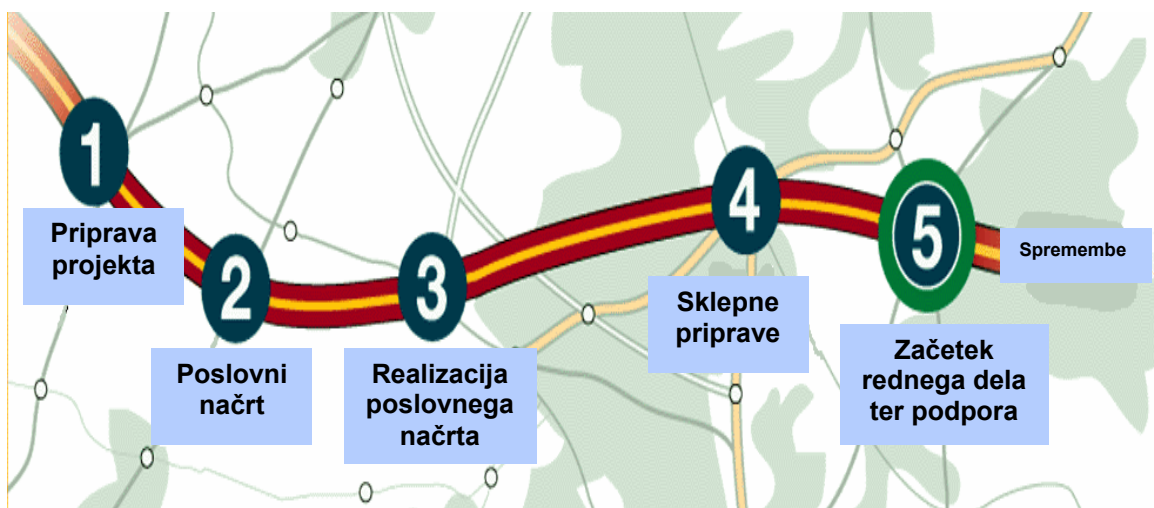 1
Priprava
projekta
2
Poslovni
načrt
3
Realizacija
poslovnega
načrta
4
Sklepne
priprave
5
Začetek
rednega dela
ter podpora
Spremembe